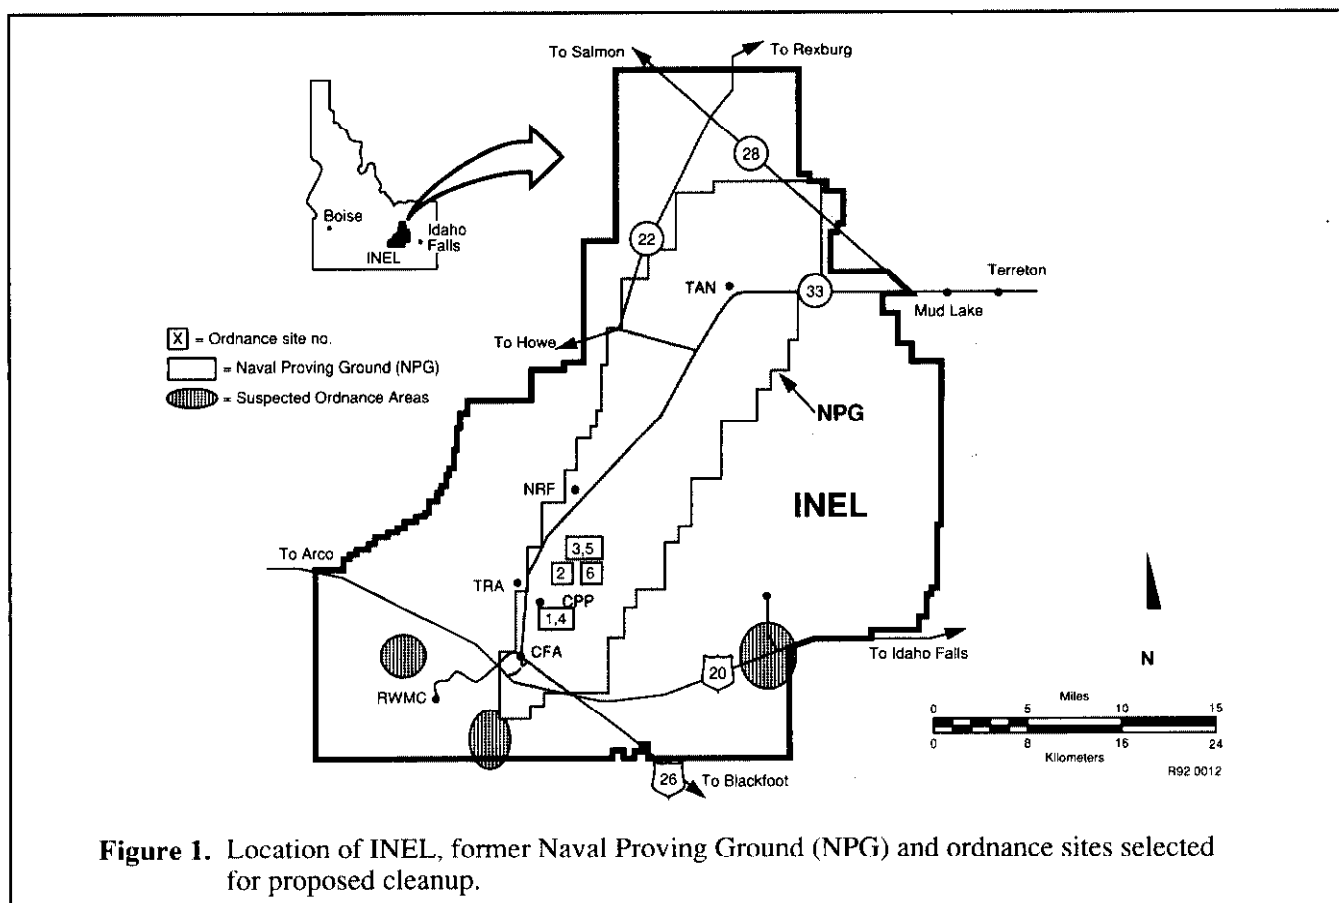 To Salmon
To Rexburg
28
Boise
Idaho
Falls
INEL
22
TAN
33
Terreton
Mud Lake
X = Ordnance site no.
To Howe
= Naval Proving Ground (NPG)
= Suspected Ordnance Areas
NPG
NRF
INEL
3,5
To Arco
2
6
TRA
CPP
1,4
CFA
To Idaho Falls
N
20
RWMC
Miles
0 5 10 15
0 8 16 24
Kilometers
R92 0012
26
To Blackfoot
Figure 1. Location of INEL, former Naval Proving Ground (NPG) and ordnance sites selected
for proposed cleanup.